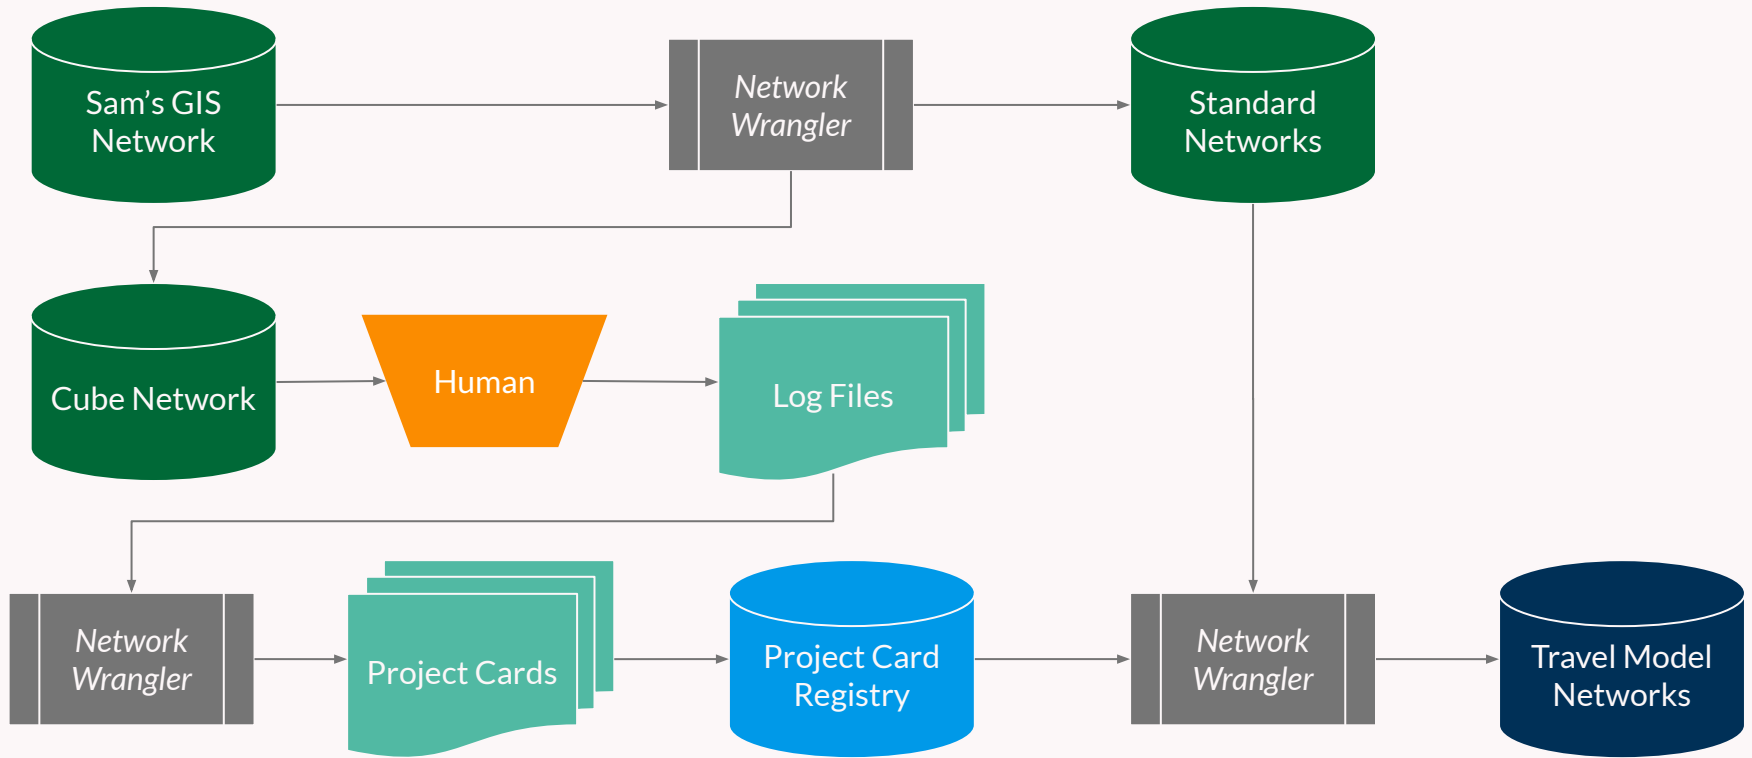 Sam’s GIS
Network
Network
Wrangler
Standard
Networks
Cube Network
Human
Log Files
Network
Wrangler
Project Cards
Project Card
Registry
Network
Wrangler
Travel Model
Networks